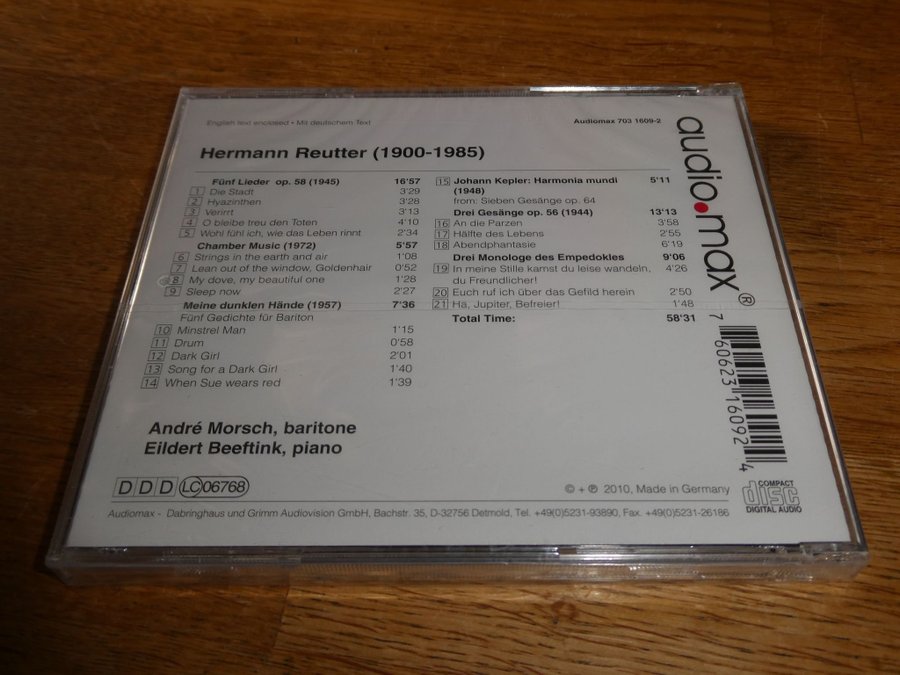 English text enclosed • Mit deutschem Text
Audiomax 703 1609-2
Hermann Reutter (1900-1985)
Fünf Lieder op. 58 (1945) 16'57
1 Die Stadt 3'29
2 Hyazinthen 3'28
3 Verirrt 3'13
4 O bleibe treu den Toten 4'10
5 Wohl fühl ich, wie das Leben rinnt 2'34
Chamber Music (1972) 5'57
6 Strings in the earth and air 1'08
7 Lean out of the window, Goldenhair 0'52
8 My dove, my beautiful one 1'28
9 Sleep now 2'27
Meine dunklen Hände (1957) 7'36
Fünf Gedichte für Bariton
10 Minstrel Man 1'15
11 Drum 0'58
12 Dark Girl 2'01
13 Song for a Dark Girl 1'40
14 When Sue wears red 1'39
15 Johann Kepler: Harmonia mundi 5'11
(1948)
from: Sieben Gesänge op. 64
Drei Gesänge op. 56 (1944) 13'13
16 An die Parzen 3'58
17 Hälfte des Lebens 2'55
18 Abendphantasie 6'19
Drei Monologe des Empedokles 9'06
19 In meine Stille kamst du leise wandeln, 4'26
du Freundlicher!
20 Euch ruf ich über das Gefild herein 2'50
21 Ha, Jupiter, Befreier! 1'48
Total Time: 58'31
André Morsch, baritone
Eildert Beeftink, piano
audio.max®
7 60623 16092 4
D D D LC 06768
© + ℗ 2010, Made in Germany
COMPACT
disc
DIGITAL AUDIO
Audiomax - Dabringhaus und Grimm Audiovision GmbH, Bachstr. 35, D-32756 Detmold, Tel. +49(0)5231-93890, Fax. +49(0)5231-26186